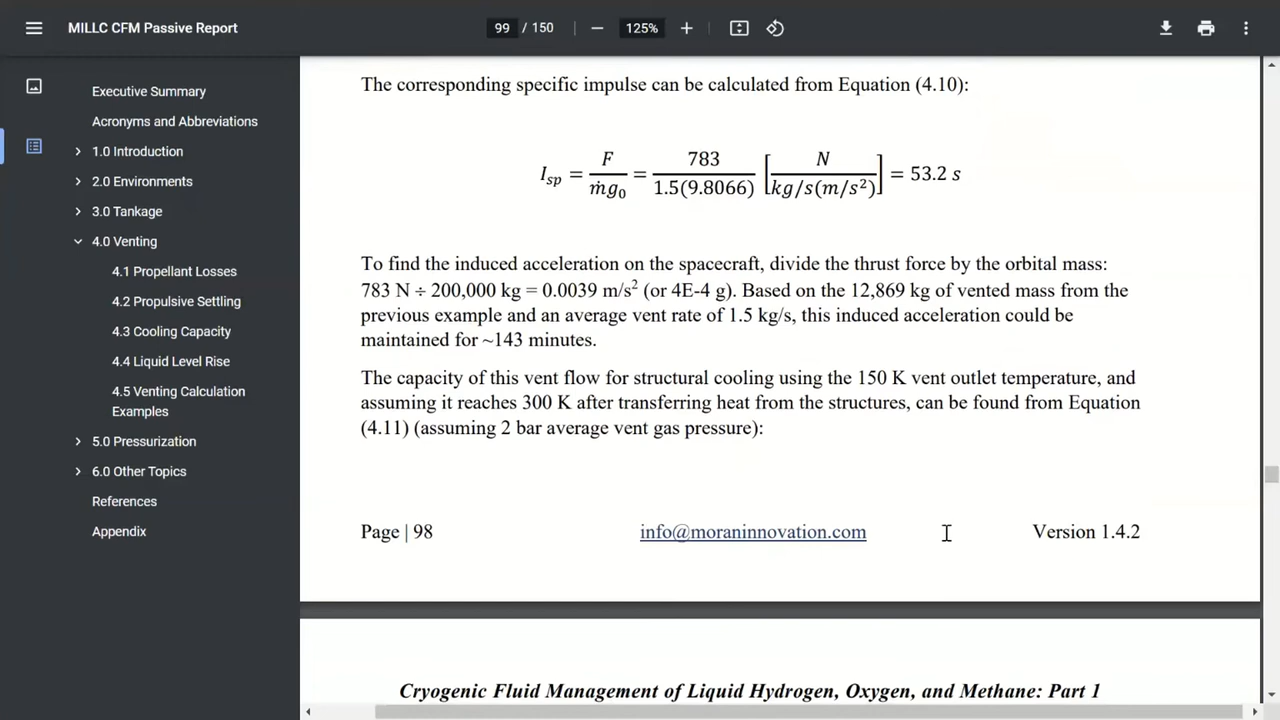 MILLC CFM Passive Report
99 / 150
125%
Executive Summary
Acronyms and Abbreviations
1.0 Introduction
2.0 Environments
3.0 Tankage
4.0 Venting
4.1 Propellant Losses
4.2 Propulsive Settling
4.3 Cooling Capacity
4.4 Liquid Level Rise
4.5 Venting Calculation
Examples
5.0 Pressurization
6.0 Other Topics
References
Appendix
The corresponding specific impulse can be calculated from Equation (4.10):
I_sp = F / ṁg₀ = 783 / 1.5(9.8066) [N / kg/s(m/s²)] = 53.2 s
To find the induced acceleration on the spacecraft, divide the thrust force by the orbital mass:
783 N ÷ 200,000 kg = 0.0039 m/s² (or 4E-4 g). Based on the 12,869 kg of vented mass from the
previous example and an average vent rate of 1.5 kg/s, this induced acceleration could be
maintained for ~143 minutes.
The capacity of this vent flow for structural cooling using the 150 K vent outlet temperature, and
assuming it reaches 300 K after transferring heat from the structures, can be found from Equation
(4.11) (assuming 2 bar average vent gas pressure):
Page | 98 info@moraninnovation.com Version 1.4.2
Cryogenic Fluid Management of Liquid Hydrogen, Oxygen, and Methane: Part 1